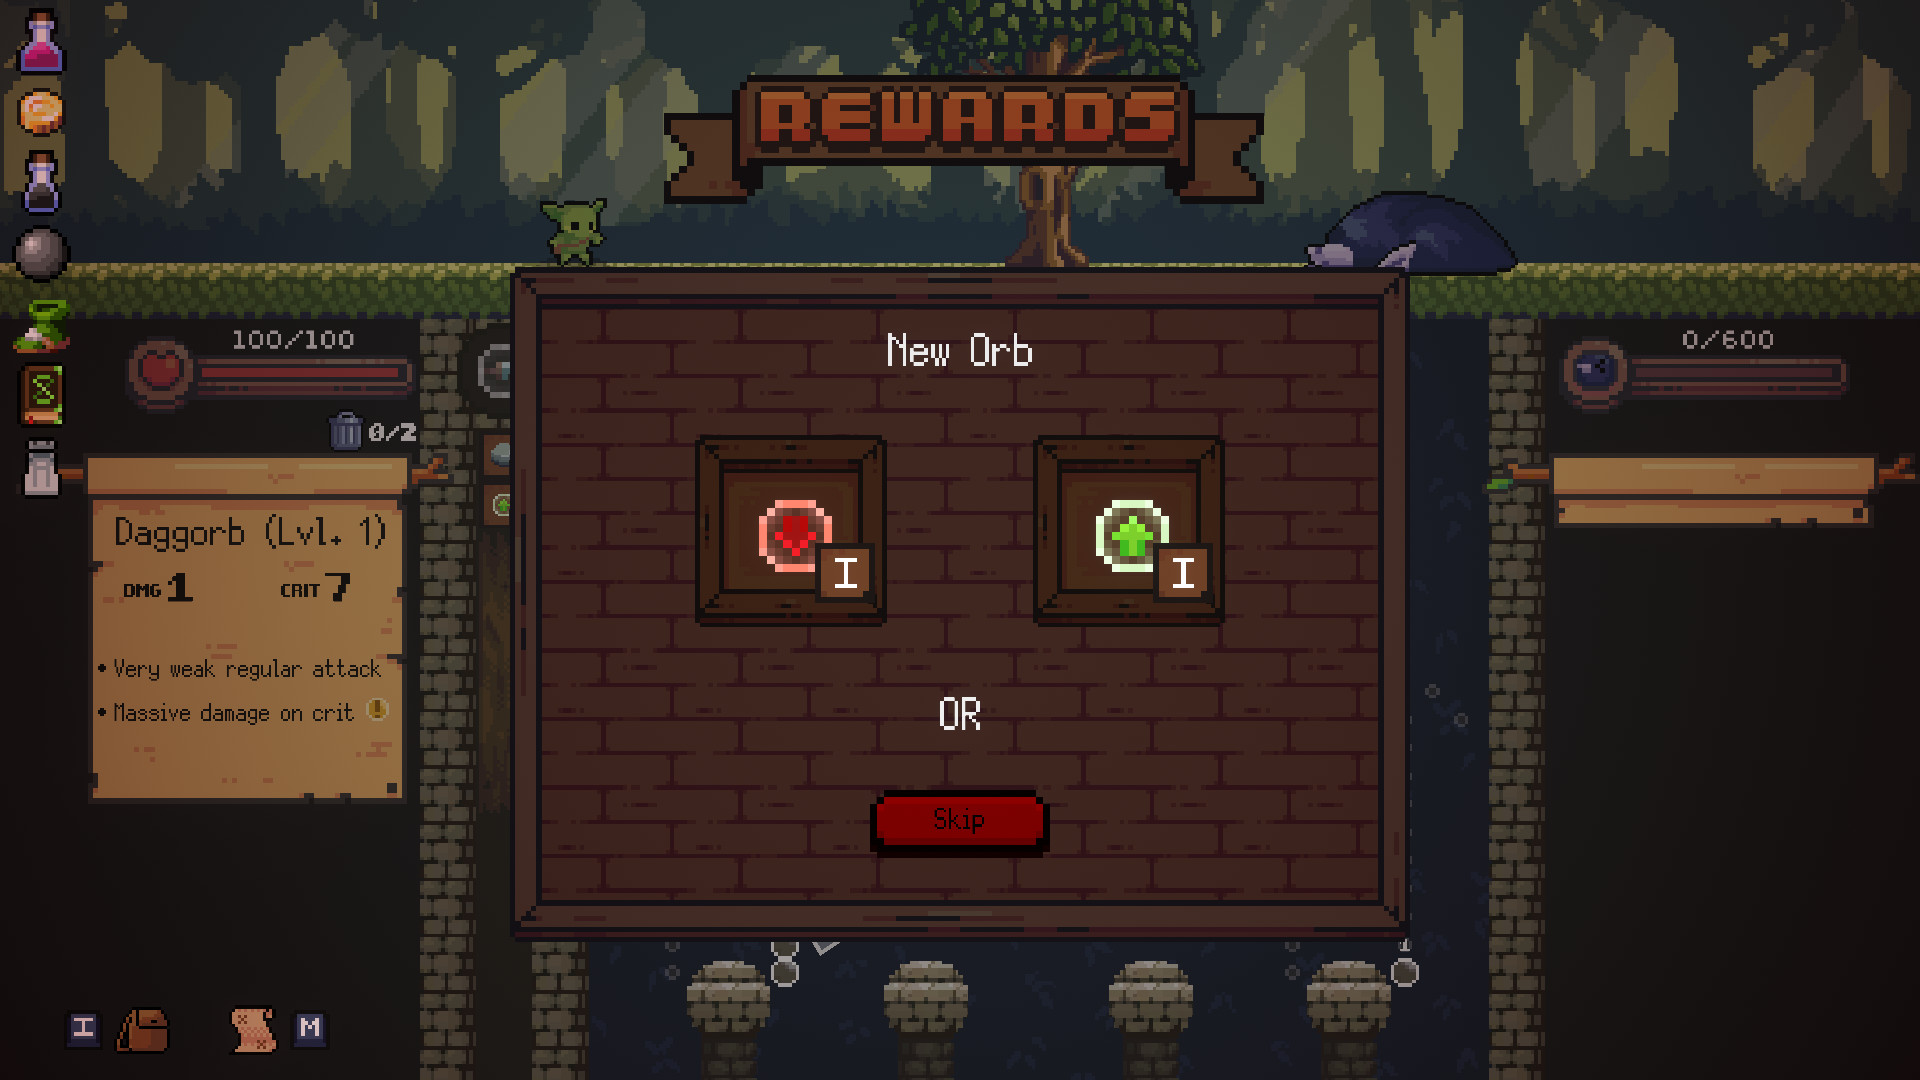 REWARDS
100/100
0/600
New Orb
0/2
Daggorb (Lvl. 1)
DMG 1 CRIT 7
I I
• Very weak regular attack
• Massive damage on crit
OR
Skip
1
I M